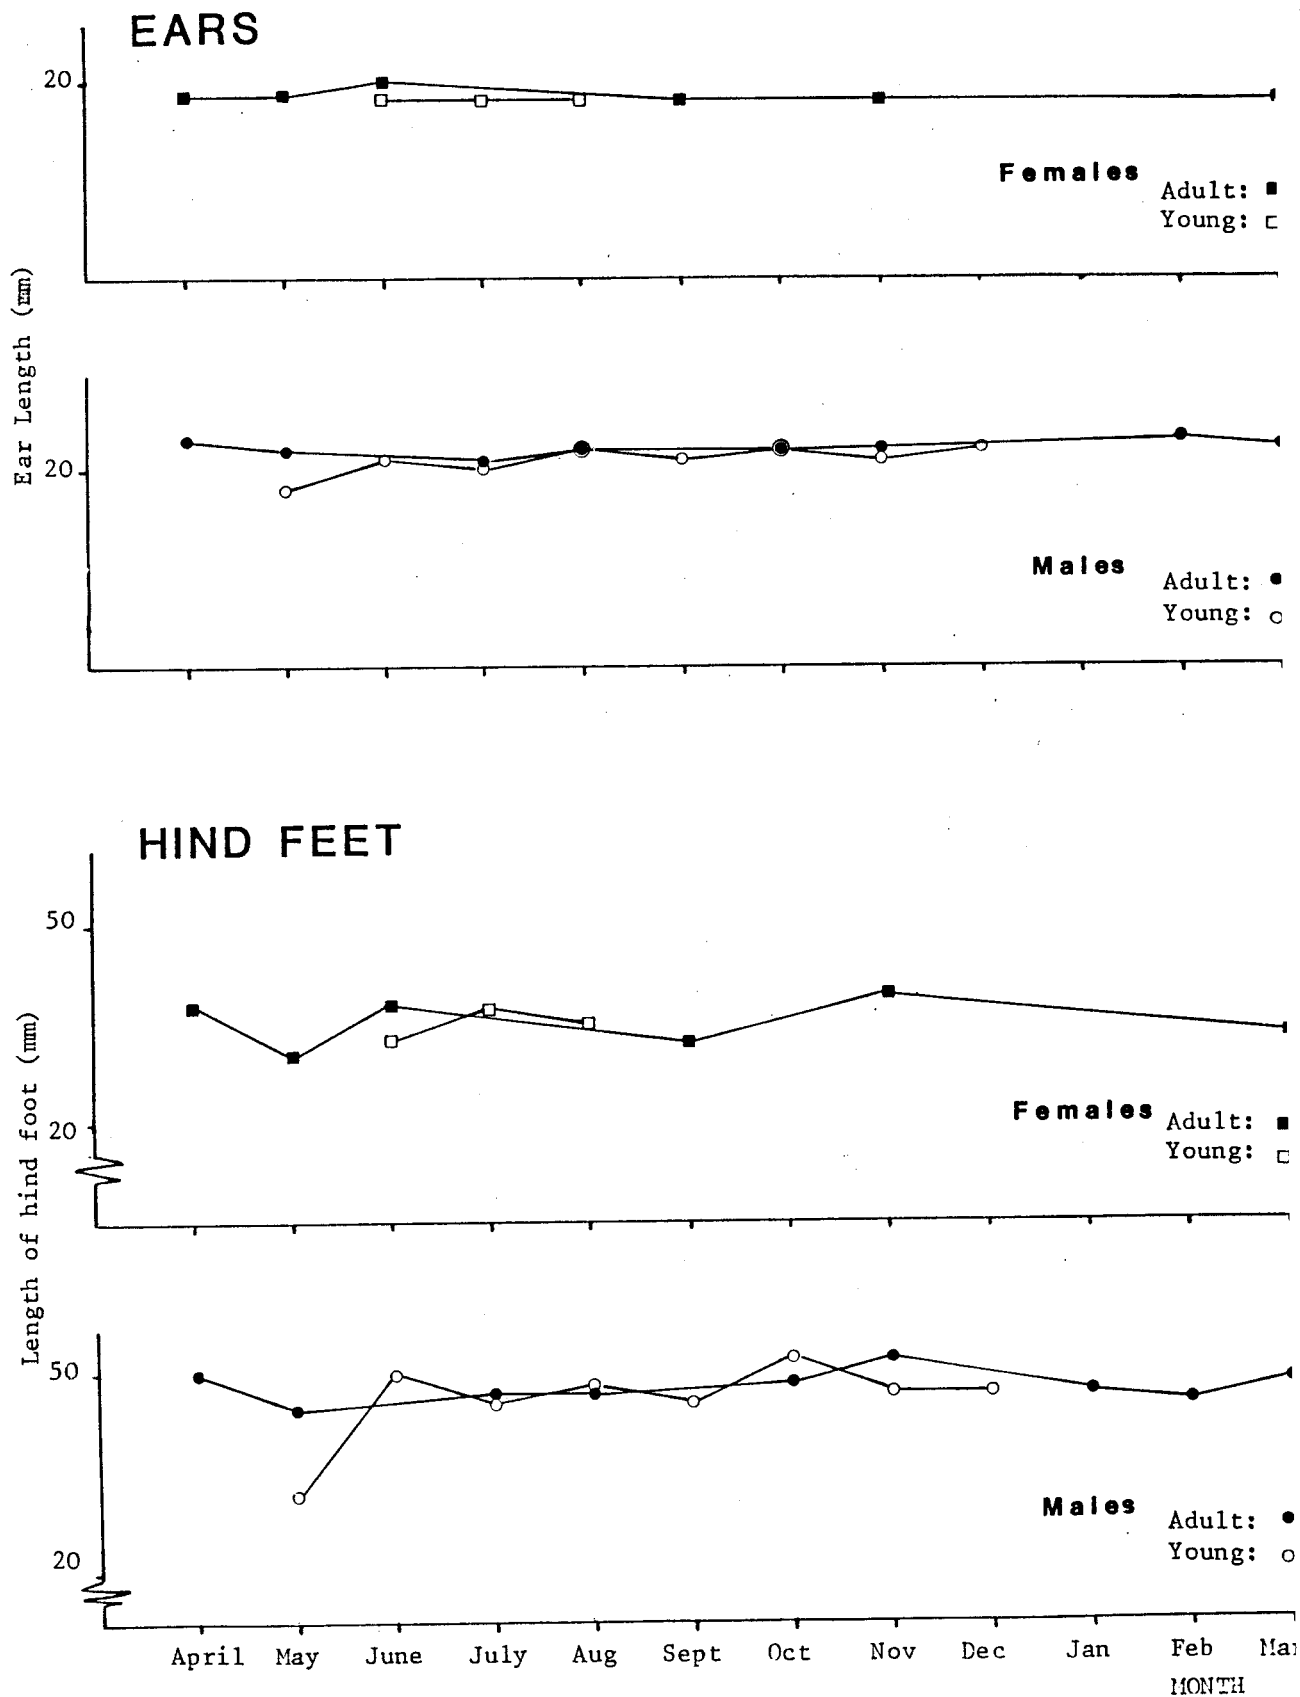 EARS
20
Females
Adult:
Young:
Ear Length (mm)
20
Males
Adult:
Young:
HIND FEET
50
20
Females
Adult:
Young:
Length of hind foot (mm)
50
20
Males
Adult:
Young:
April May June July Aug Sept Oct Nov Dec Jan Feb Mar
MONTH